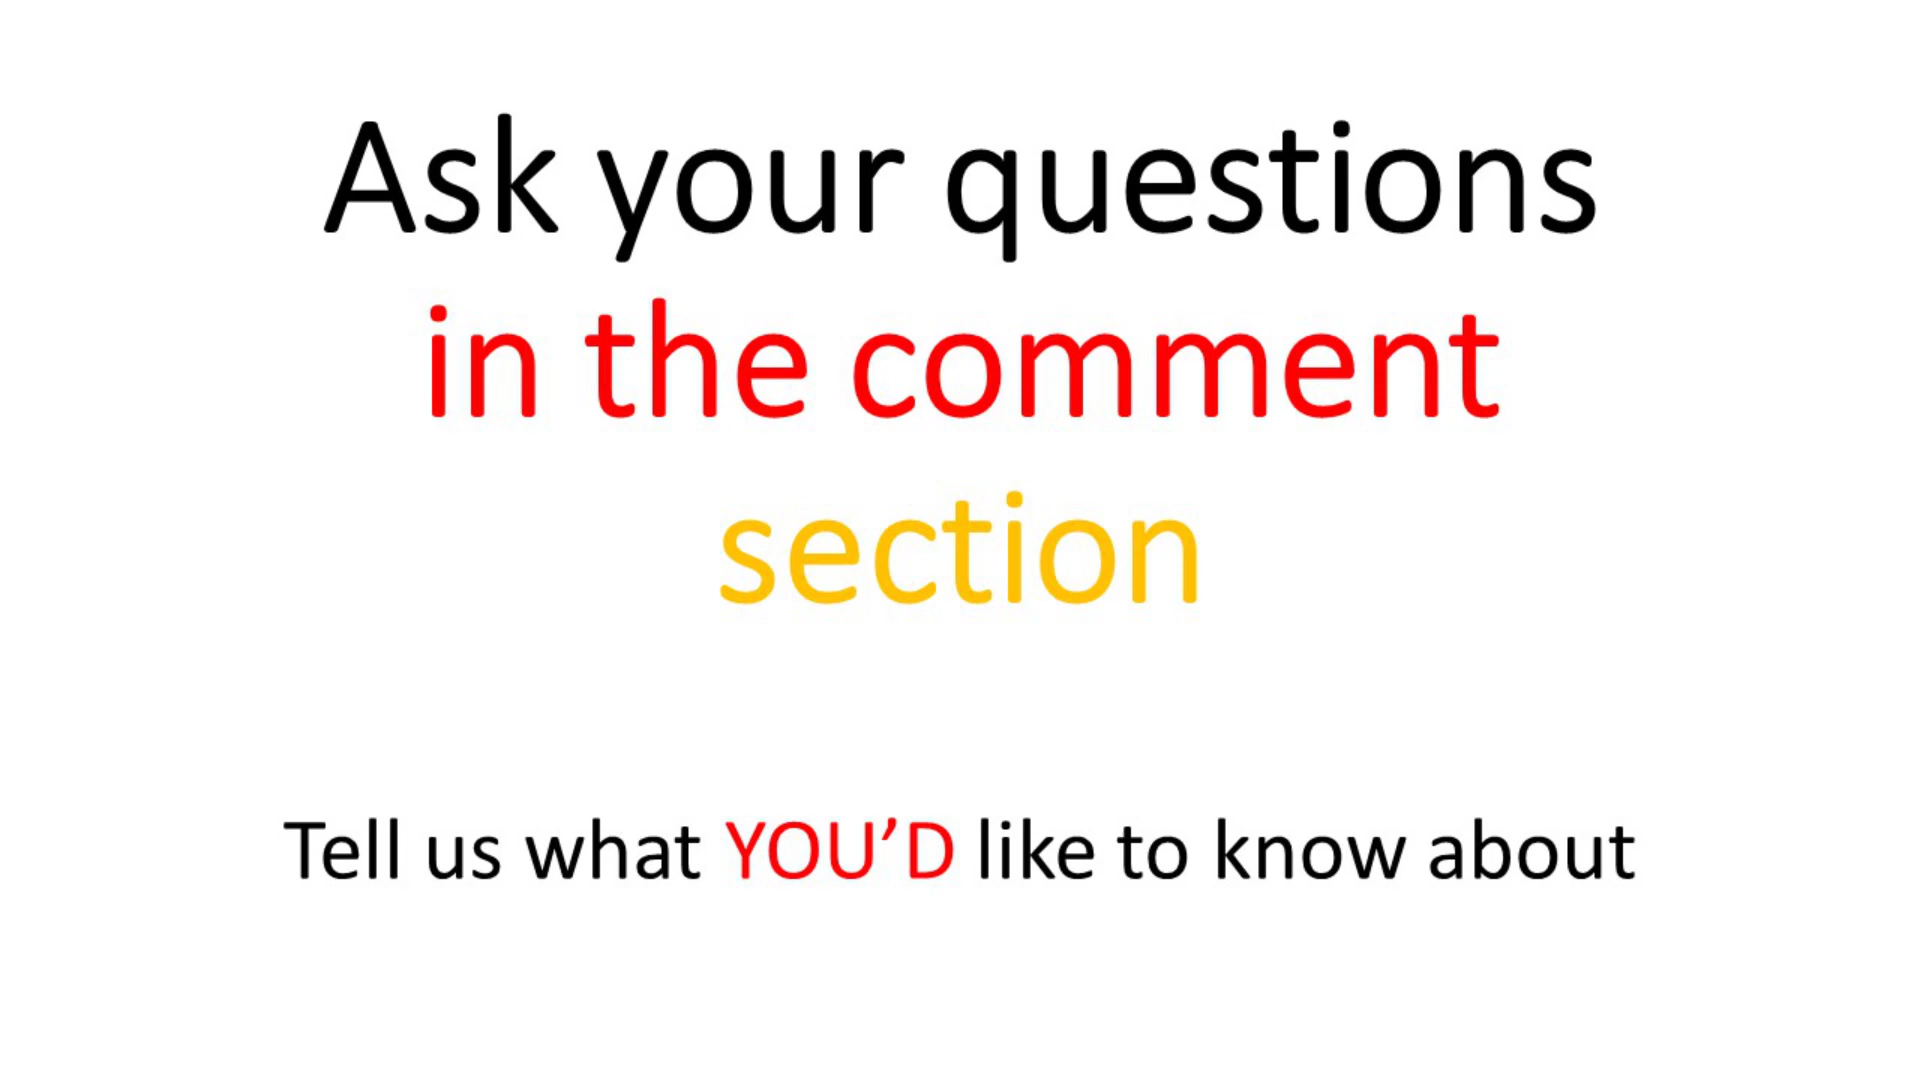 Ask your questions
in the comment
section
Tell us what YOU’D like to know about